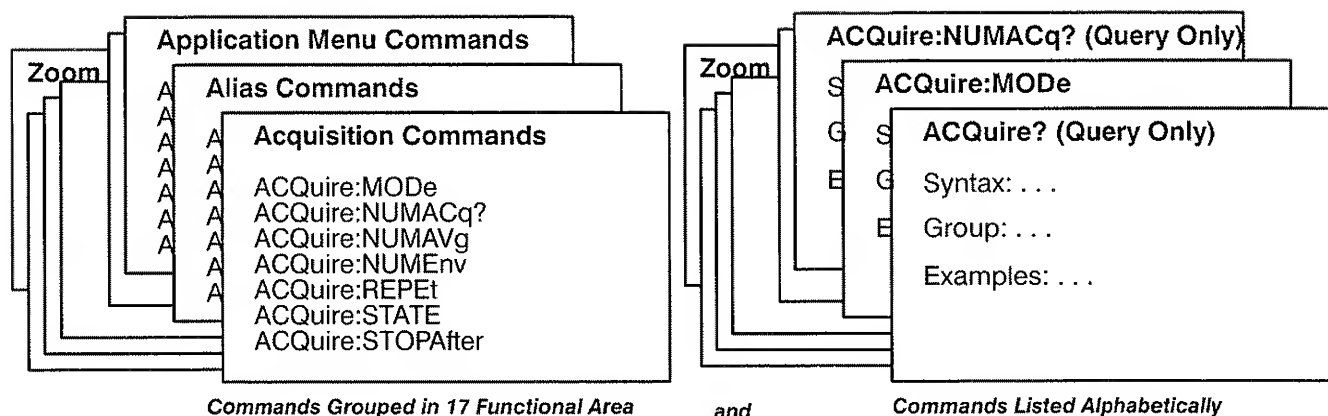 Application Menu Commands
Zoom
A
A
A
A
A
A
A
Alias Commands
A
A
A
A
A
A
A
Acquisition Commands
ACQuire:MODe
ACQuire:NUMACq?
ACQuire:NUMAVg
ACQuire:NUMEnv
ACQuire:REPEt
ACQuire:STATE
ACQuire:STOPAfter
Commands Grouped in 17 Functional Area
and
ACQuire:NUMACq? (Query Only)
Zoom
S
G
E
ACQuire:MODe
S
G
E
ACQuire? (Query Only)
Syntax: . . .
Group: . . .
Examples: . . .
Commands Listed Alphabetically